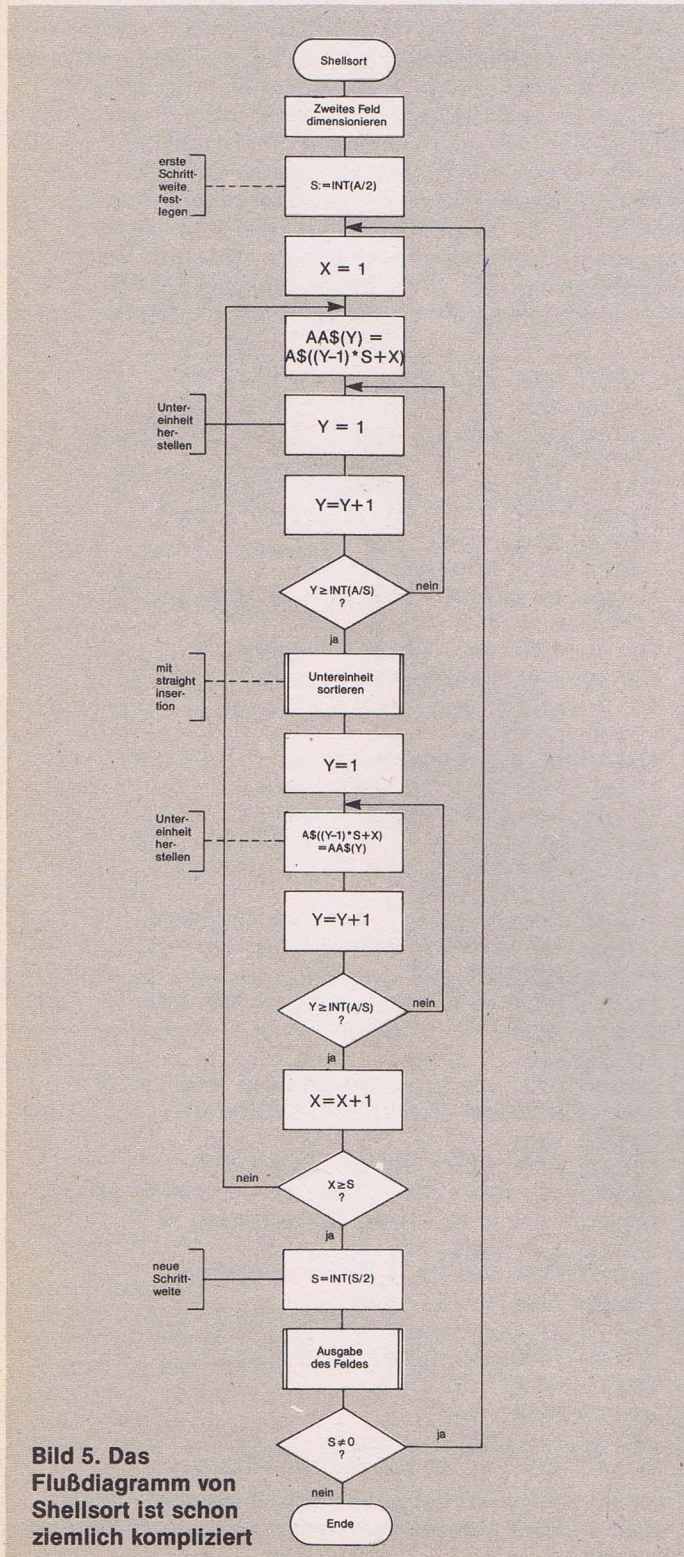 Shellsort
Zweites Feld
dimensionieren
erste
Schritt-
weite
fest-
legen
S:=INT(A/2)
X = 1
AA$(Y) =
A$((Y–1)*S+X)
Unter-
einheit
her-
stellen
Y = 1
Y=Y+1
Y≥INT(A/S)
?
nein
ja
mit
straight
inser-
tion
Untereinheit
sortieren
Y=1
Unter-
einheit
her-
stellen
A$((Y–1)*S+X)
=AA$(Y)
Y=Y+1
Y≥INT(A/S)
?
nein
ja
X=X+1
nein
X≥S
?
ja
neue
Schritt-
weite
S=INT(S/2)
Ausgabe
des Feldes
S≠0
?
ja
nein
Ende
Bild 5. Das
Flußdiagramm von
Shellsort ist schon
ziemlich kompliziert